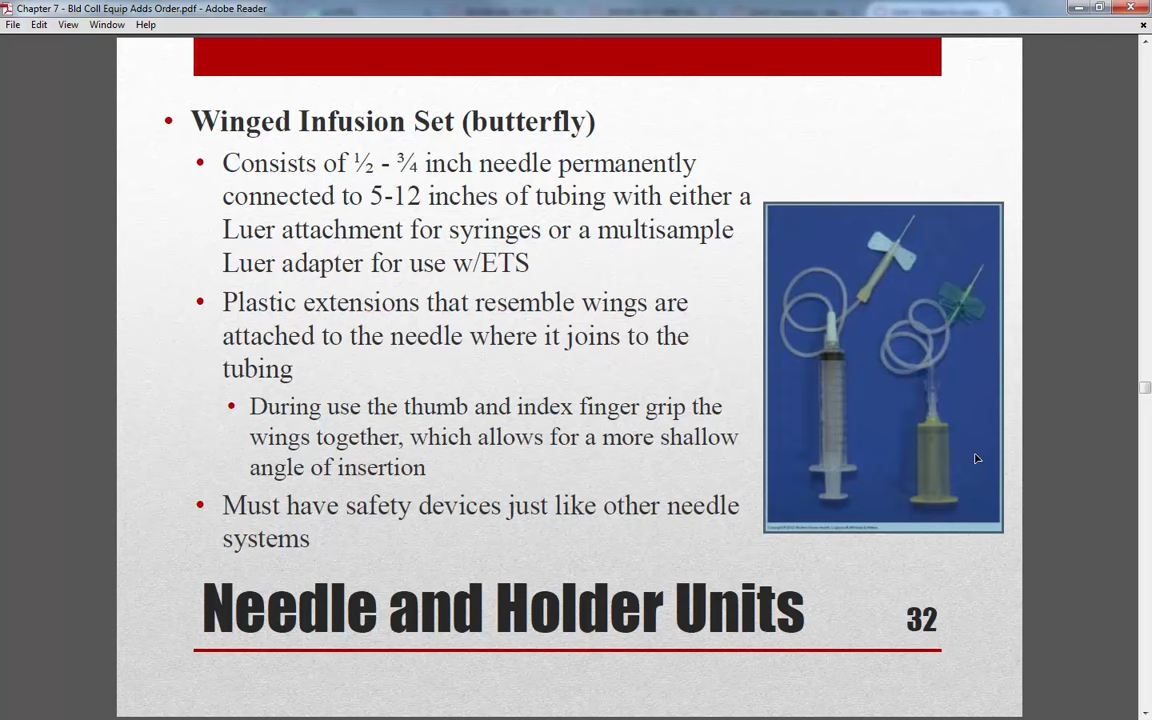 Chapter 7 - Bld Coll Equip Adds Order.pdf - Adobe Reader
File Edit View Window Help
• Winged Infusion Set (butterfly)
• Consists of ½ - ¾ inch needle permanently
connected to 5-12 inches of tubing with either a
Luer attachment for syringes or a multisample
Luer adapter for use w/ETS
• Plastic extensions that resemble wings are
attached to the needle where it joins to the
tubing
• During use the thumb and index finger grip the
wings together, which allows for a more shallow
angle of insertion
• Must have safety devices just like other needle
systems
Needle and Holder Units
32